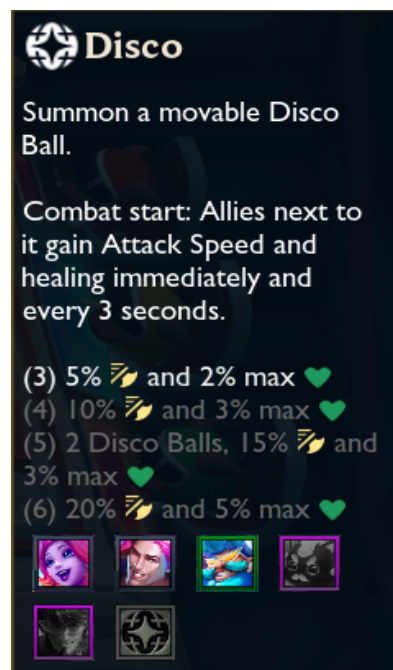 Disco
Summon a movable Disco
Ball.
Combat start: Allies next to
it gain Attack Speed and
healing immediately and
every 3 seconds.
(3) 5% and 2% max
(4) 10% and 3% max
(5) 2 Disco Balls, 15% and
3% max
(6) 20% and 5% max